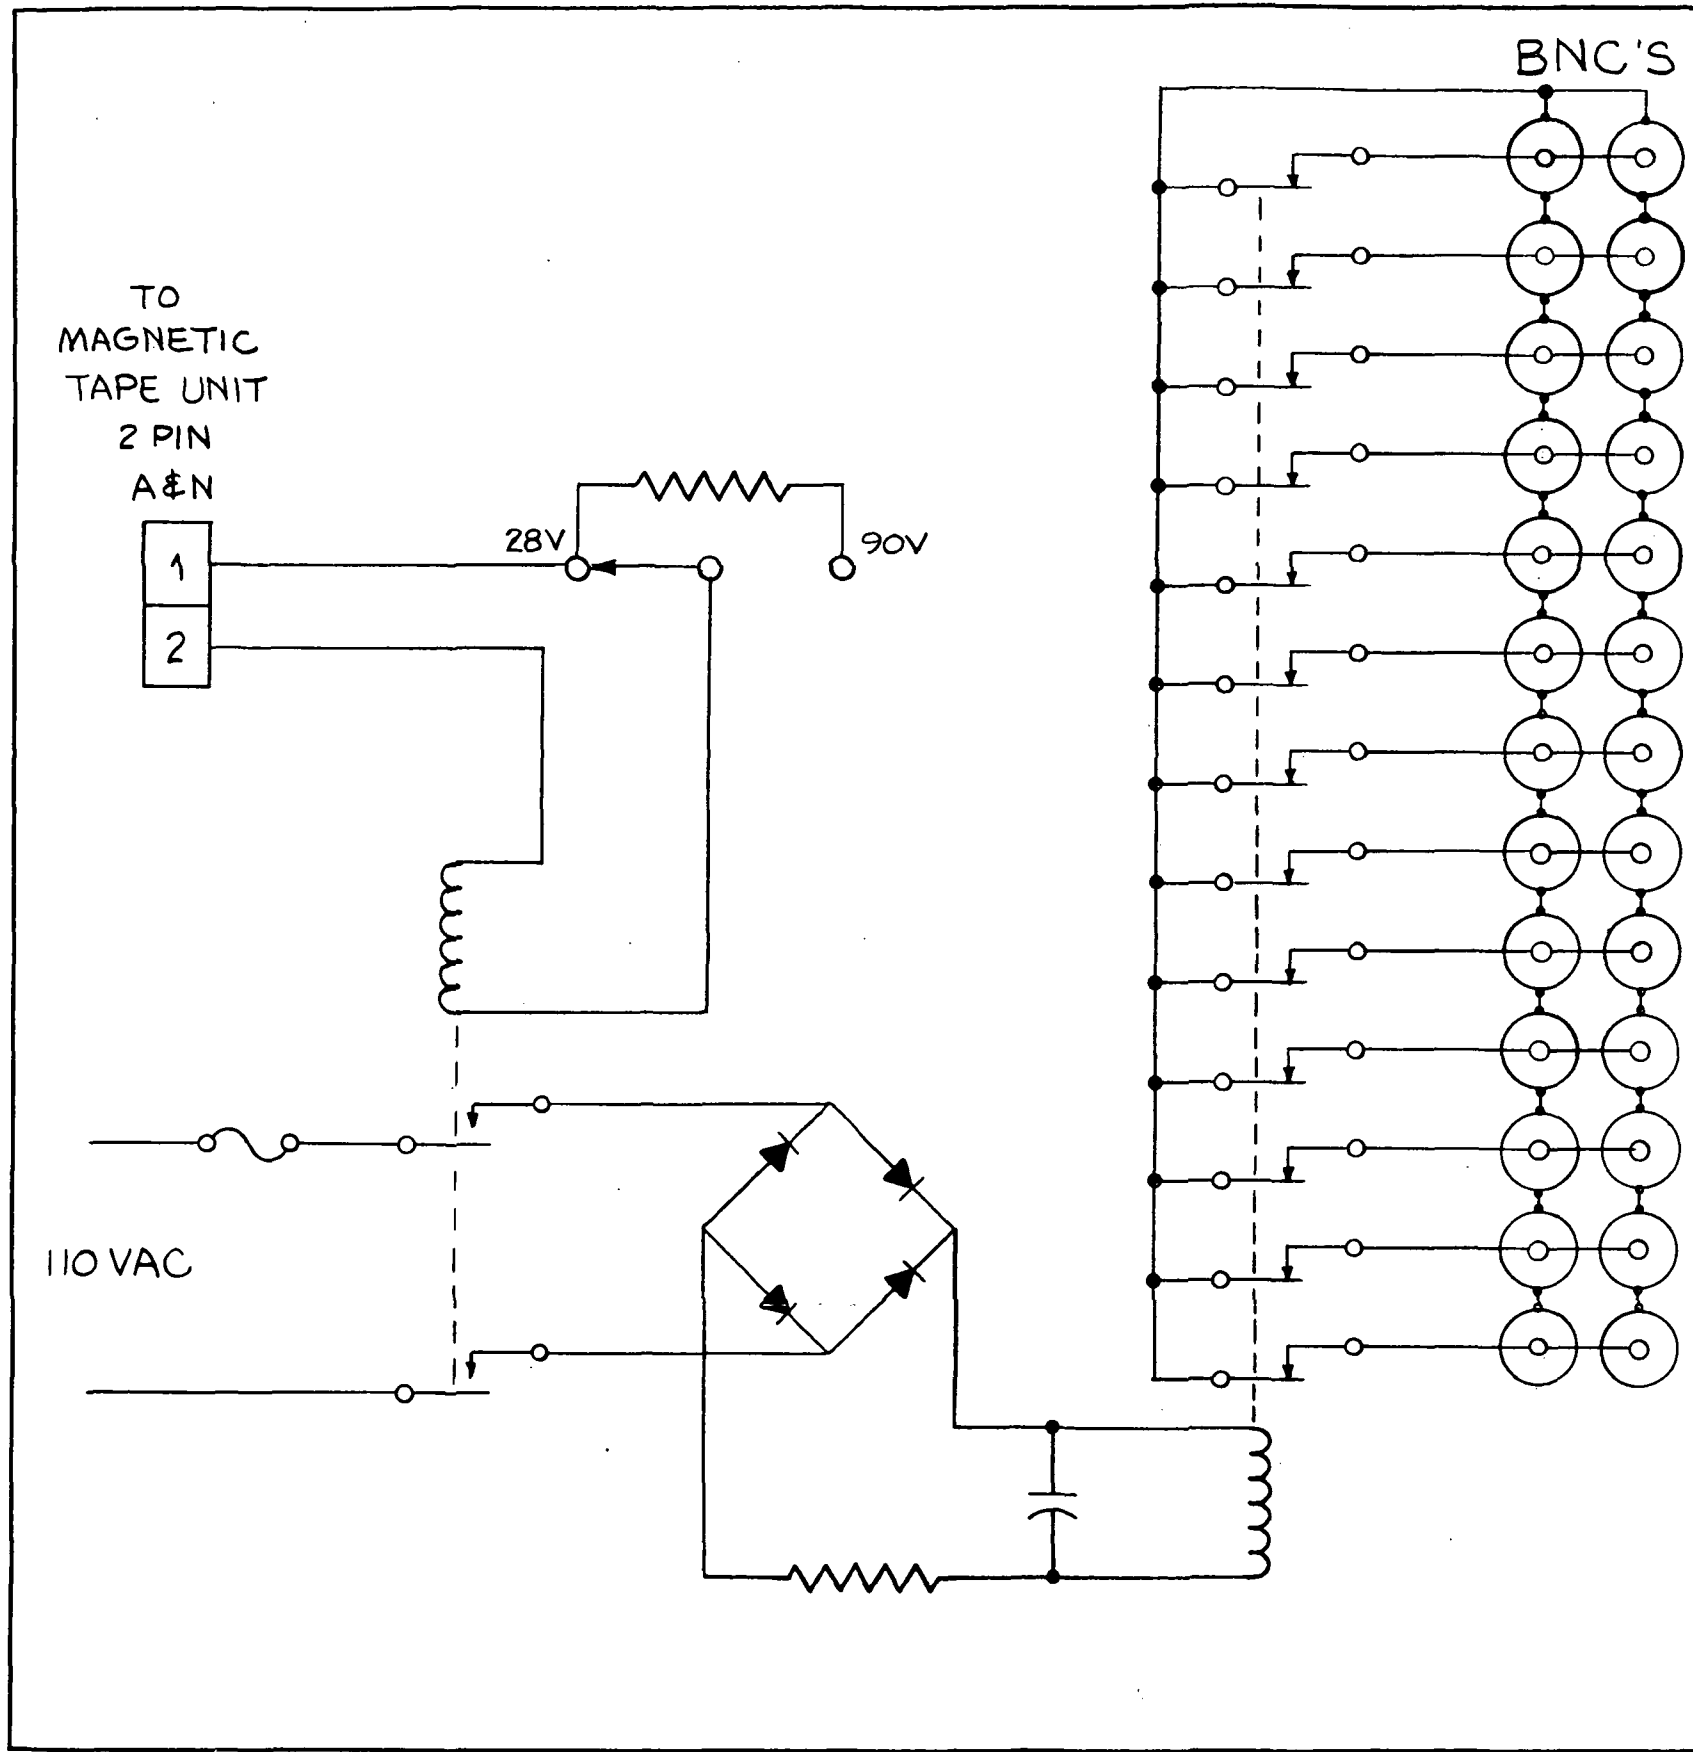 BNC'S
TO
MAGNETIC
TAPE UNIT
2 PIN
A&N
1
2
28V
90V
110 VAC